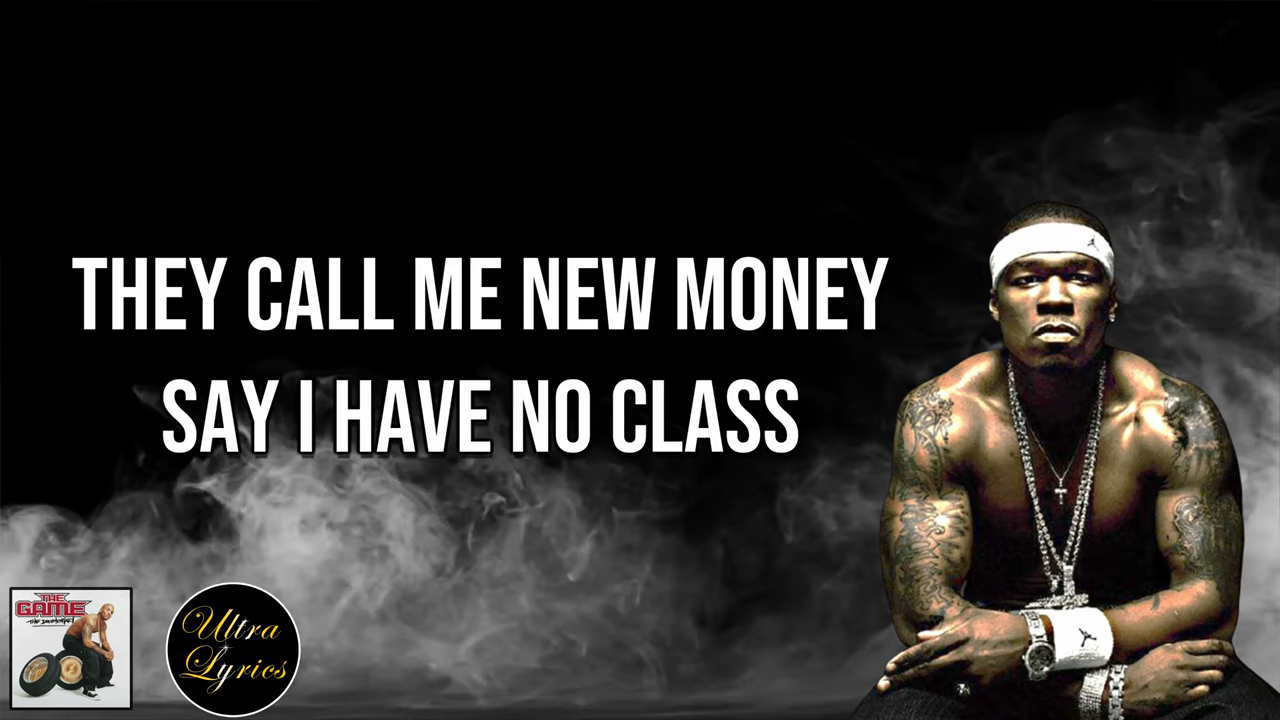 THEY CALL ME NEW MONEY
SAY I HAVE NO CLASS
THE
GAME
Ultra
Lyrics